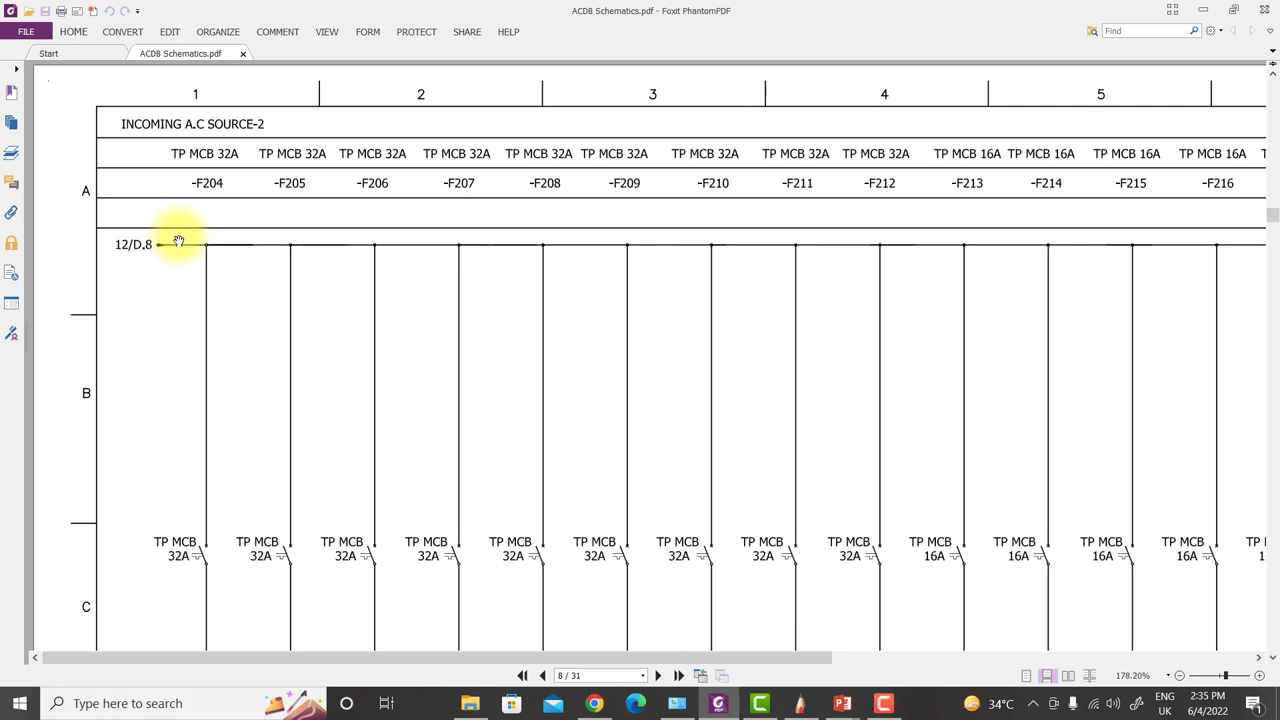 ACDB Schematics.pdf - Foxit PhantomPDF
FILE HOME CONVERT EDIT ORGANIZE COMMENT VIEW FORM PROTECT SHARE HELP
Find
Start ACDB Schematics.pdf
1 2 3 4 5
INCOMING A.C SOURCE-2
TP MCB 32A TP MCB 32A TP MCB 32A TP MCB 32A TP MCB 32A TP MCB 32A TP MCB 32A TP MCB 32A TP MCB 32A TP MCB 16A TP MCB 16A TP MCB 16A TP MCB 16A
A -F204 -F205 -F206 -F207 -F208 -F209 -F210 -F211 -F212 -F213 -F214 -F215 -F216
12/D.8
B
TP MCB TP MCB TP MCB TP MCB TP MCB TP MCB TP MCB TP MCB TP MCB TP MCB TP MCB TP MCB TP MCB
32A 32A 32A 32A 32A 32A 32A 32A 32A 16A 16A 16A 16A
C
8 / 31
178.20%
Type here to search
34°C
ENG
UK
2:35 PM
6/4/2022